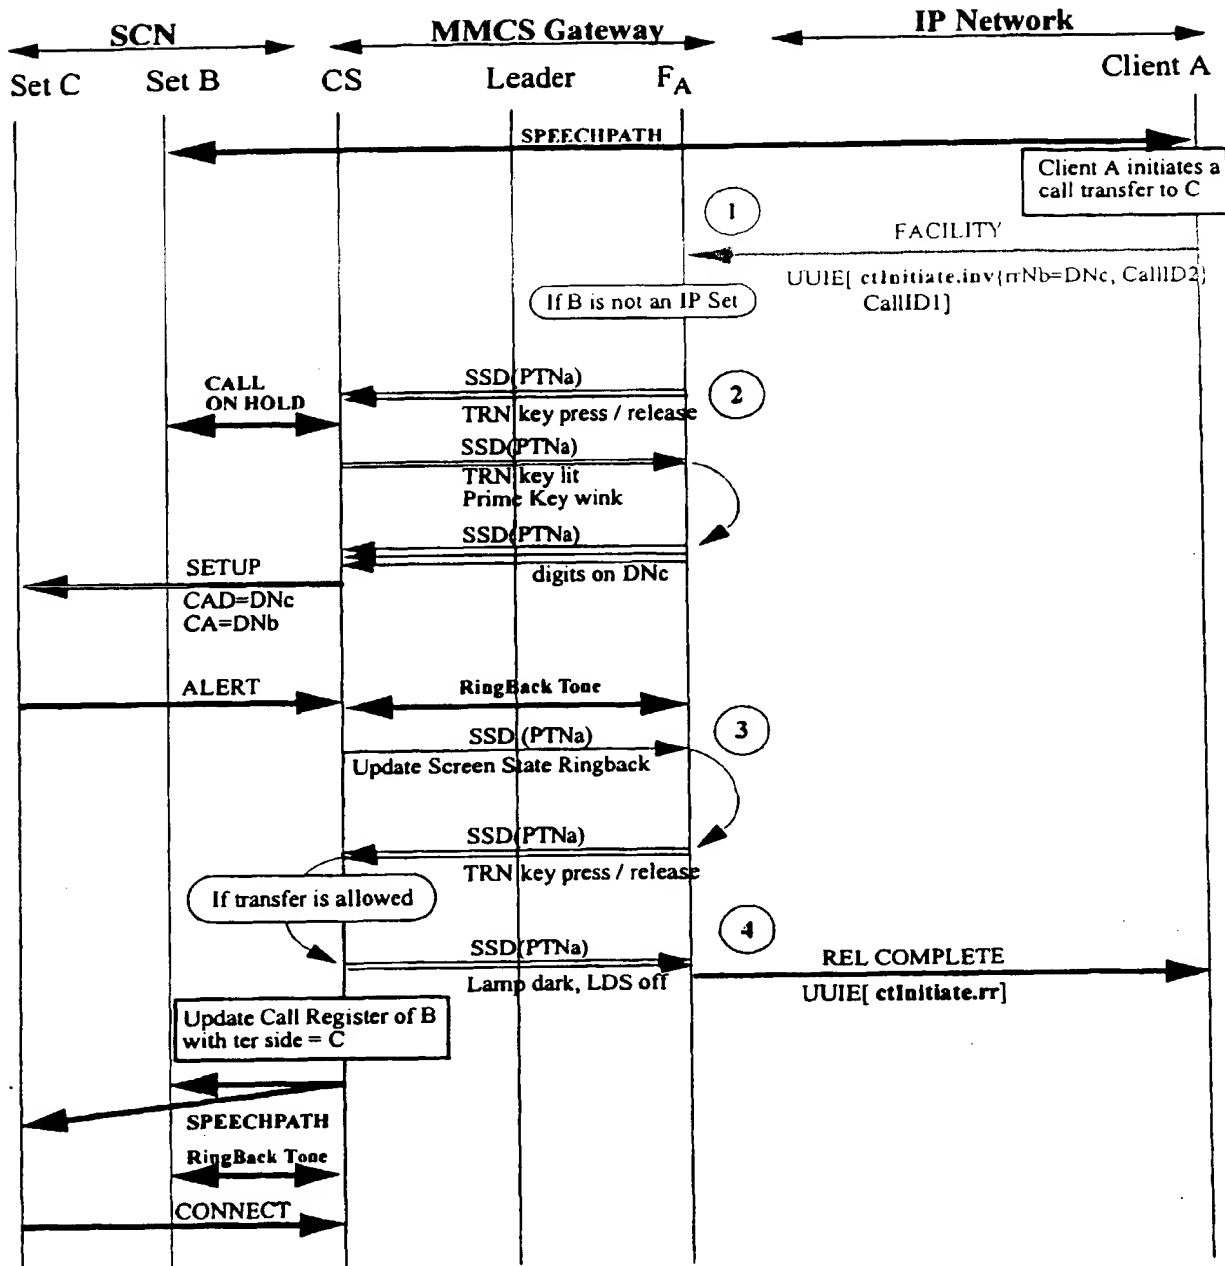 SCN
MMCS Gateway
IP Network
Set C
Set B
CS
Leader
FA
Client A
SPEECHPATH
Client A initiates a
call transfer to C
1
FACILITY
UUIE[ ctInitiate.inv{rrNb=DNc, CallID2}
CallID1]
If B is not an IP Set
CALL
ON HOLD
SSD(PTNa)
TRN key press / release
2
SSD(PTNa)
TRN key lit
Prime Key wink
SSD(PTNa)
digits on DNc
SETUP
CAD=DNc
CA=DNb
ALERT
RingBack Tone
SSD (PTNa)
Update Screen State Ringback
3
SSD(PTNa)
TRN key press / release
If transfer is allowed
4
SSD(PTNa)
Lamp dark, LDS off
REL COMPLETE
UUIE[ ctInitiate.rr]
Update Call Register of B
with ter side = C
SPEECHPATH
RingBack Tone
CONNECT